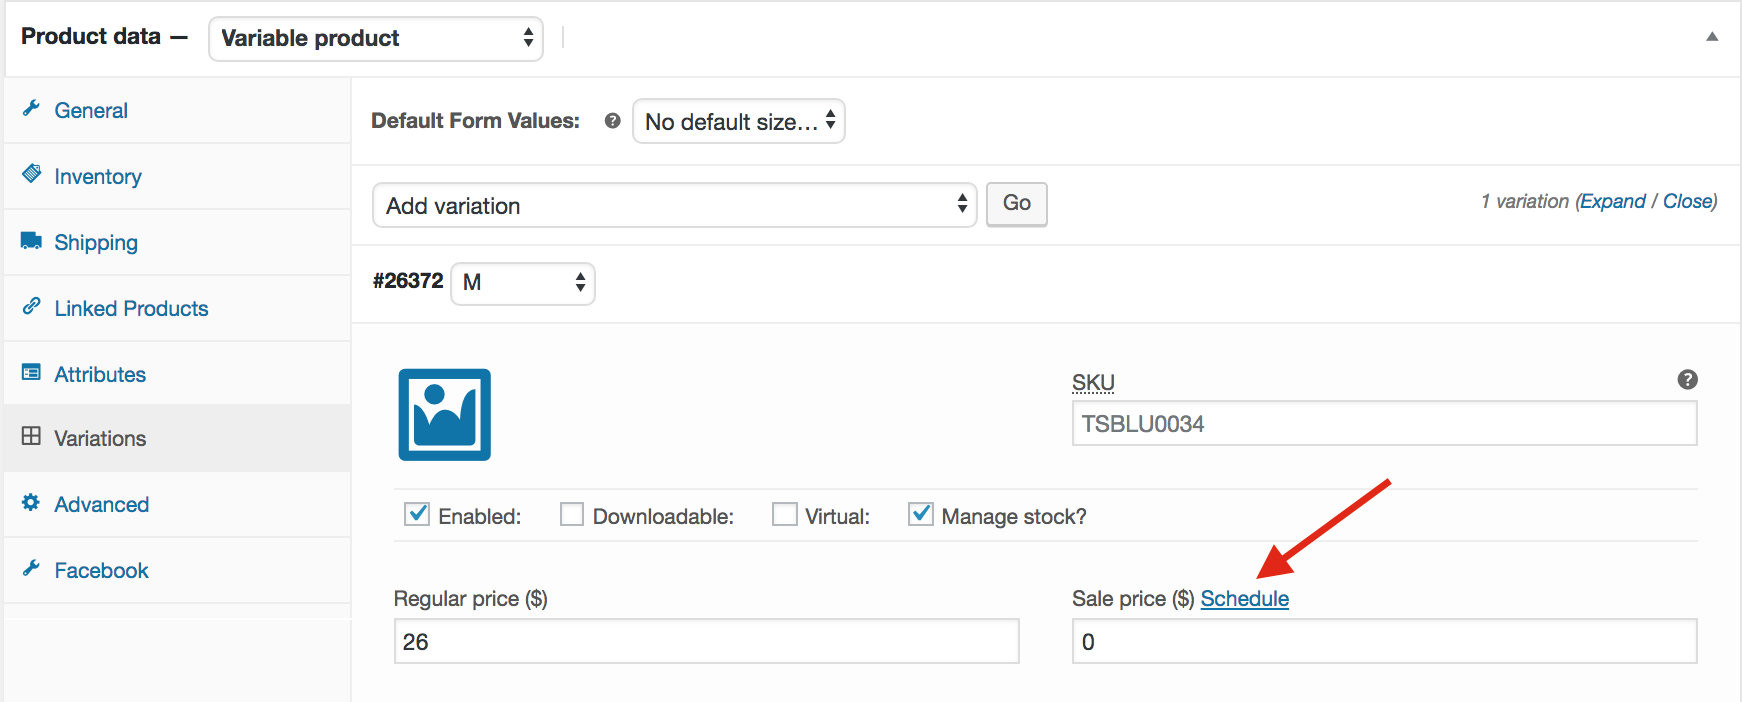 Product data — Variable product
General
Inventory
Shipping
Linked Products
Attributes
Variations
Advanced
Facebook
Default Form Values: ? No default size...
Add variation Go 1 variation (Expand / Close)
#26372 M
SKU ?
TSBLU0034
Enabled: Downloadable: Virtual: Manage stock?
Regular price ($) Sale price ($) Schedule
26 0